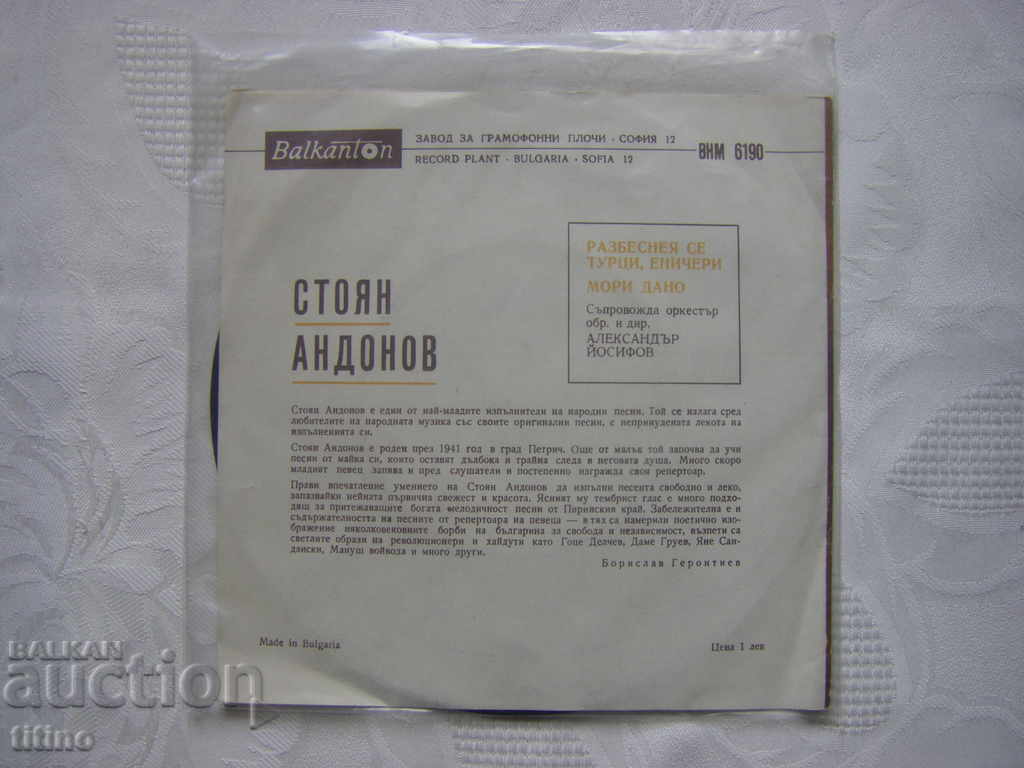 Balkanton
ЗАВОД ЗА ГРАМОФОННИ ПЛОЧИ · СОФИЯ 12
RECORD PLANT · BULGARIA · SOFIA 12
ВНМ 6190
РАЗБЕСНЕЯ СЕ
ТУРЦИ, ЕНИЧЕРИ
МОРИ ДАНО
Съпровожда оркестър
обр. и дир.
АЛЕКСАНДЪР
ЙОСИФОВ
СТОЯН
АНДОНОВ
Стоян Андонов е един от най-младите изпълнители на народни песни. Той се налага сред
любителите на народната музика със своите оригинални песни, с непринудената лекота на
изпълненията си.
Стоян Андонов е роден през 1941 год в град Петрич. Още от малък той започва да учи
песни от майка си, които оставят дълбока и трайна следа в неговата душа. Много скоро
младият певец запява и пред слушатели и постепенно изгражда своя репертоар.
Прави впечатление умението на Стоян Андонов да изпълни песента свободно и леко,
запазвайки нейната първична свежест и красота. Ясният му тембрист глас е много подхо-
дящ за притежаващите богата мелодичност песни от Пиринския край. Забележителна е и
съдържателността на песните от репертоара на певеца — в тях са намерили поетично изо-
бражение няколковековните борби на българина за свобода и независимост, възпети са
светлите образи на революционери и хайдути като Гоце Делчев, Даме Груев, Яне Сан-
дански, Мануш войвода и много други.
Борислав Геронтиев
Made in Bulgaria
Цена 1 лев
BALKAN
auction
titino